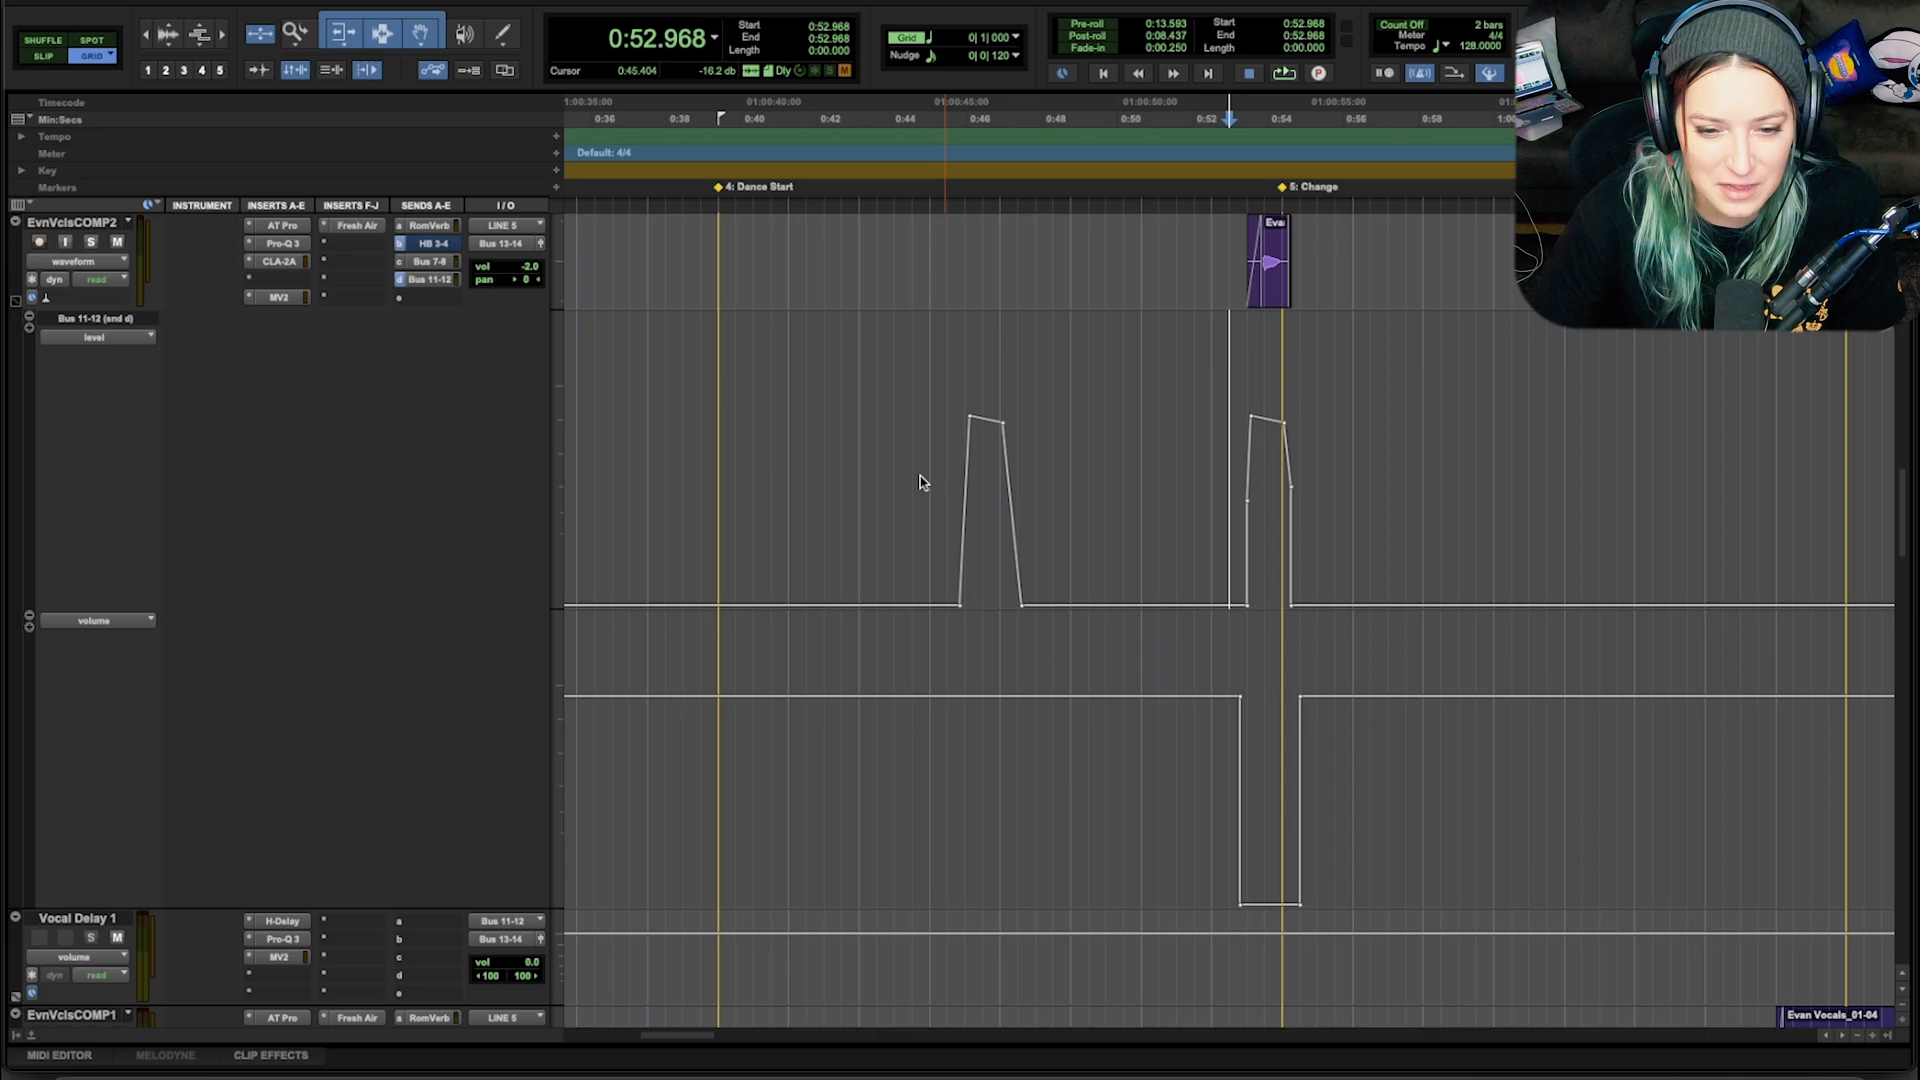 SHUFFLE SPOT
SLIP GRID
1 2 3 4 5
0:52.968
Start 0:52.968
End 0:52.968
Length 0:00.000
Cursor 0:45.404 -16.2 db Dly S M
Grid 0| 1| 000
Nudge 0| 0| 120
Pre-roll 0:13.593
Post-roll 0:08.437
Fade-in 0:00.250
Start 0:52.968
End 0:52.968
Length 0:00.000
P
Count Off 2 bars
Meter 4/4
Tempo 128.0000
Timecode
1:00:35:00 01:00:40:00 01:00:45:00 01:00:50:00 01:00:55:00
Min:Secs
0:36 0:38 0:40 0:42 0:44 0:46 0:48 0:50 0:52 0:54 0:56 0:58
Tempo
Meter
Default: 4/4
Key
Markers
4: Dance Start 5: Change
INSTRUMENT INSERTS A-E INSERTS F-J SENDS A-E I / O
EvnVclsCOMP2 AT Pro Fresh Air a RomVerb LINE 5
I S M Pro-Q 3 b HB 3-4 Bus 13-14
waveform CLA-2A c Bus 7-8 vol -2.0
dyn read d Bus 11-12 pan 0
MV2 e
Evai
Bus 11-12 (snd d)
level
volume
Vocal Delay 1 H-Delay a Bus 11-12
S M Pro-Q 3 b Bus 13-14
volume MV2 c vol 0.0
dyn read d 100 100
e
EvnVclsCOMP1 AT Pro Fresh Air a RomVerb LINE 5
Evan Vocals_01-04
MIDI EDITOR MELODYNE CLIP EFFECTS